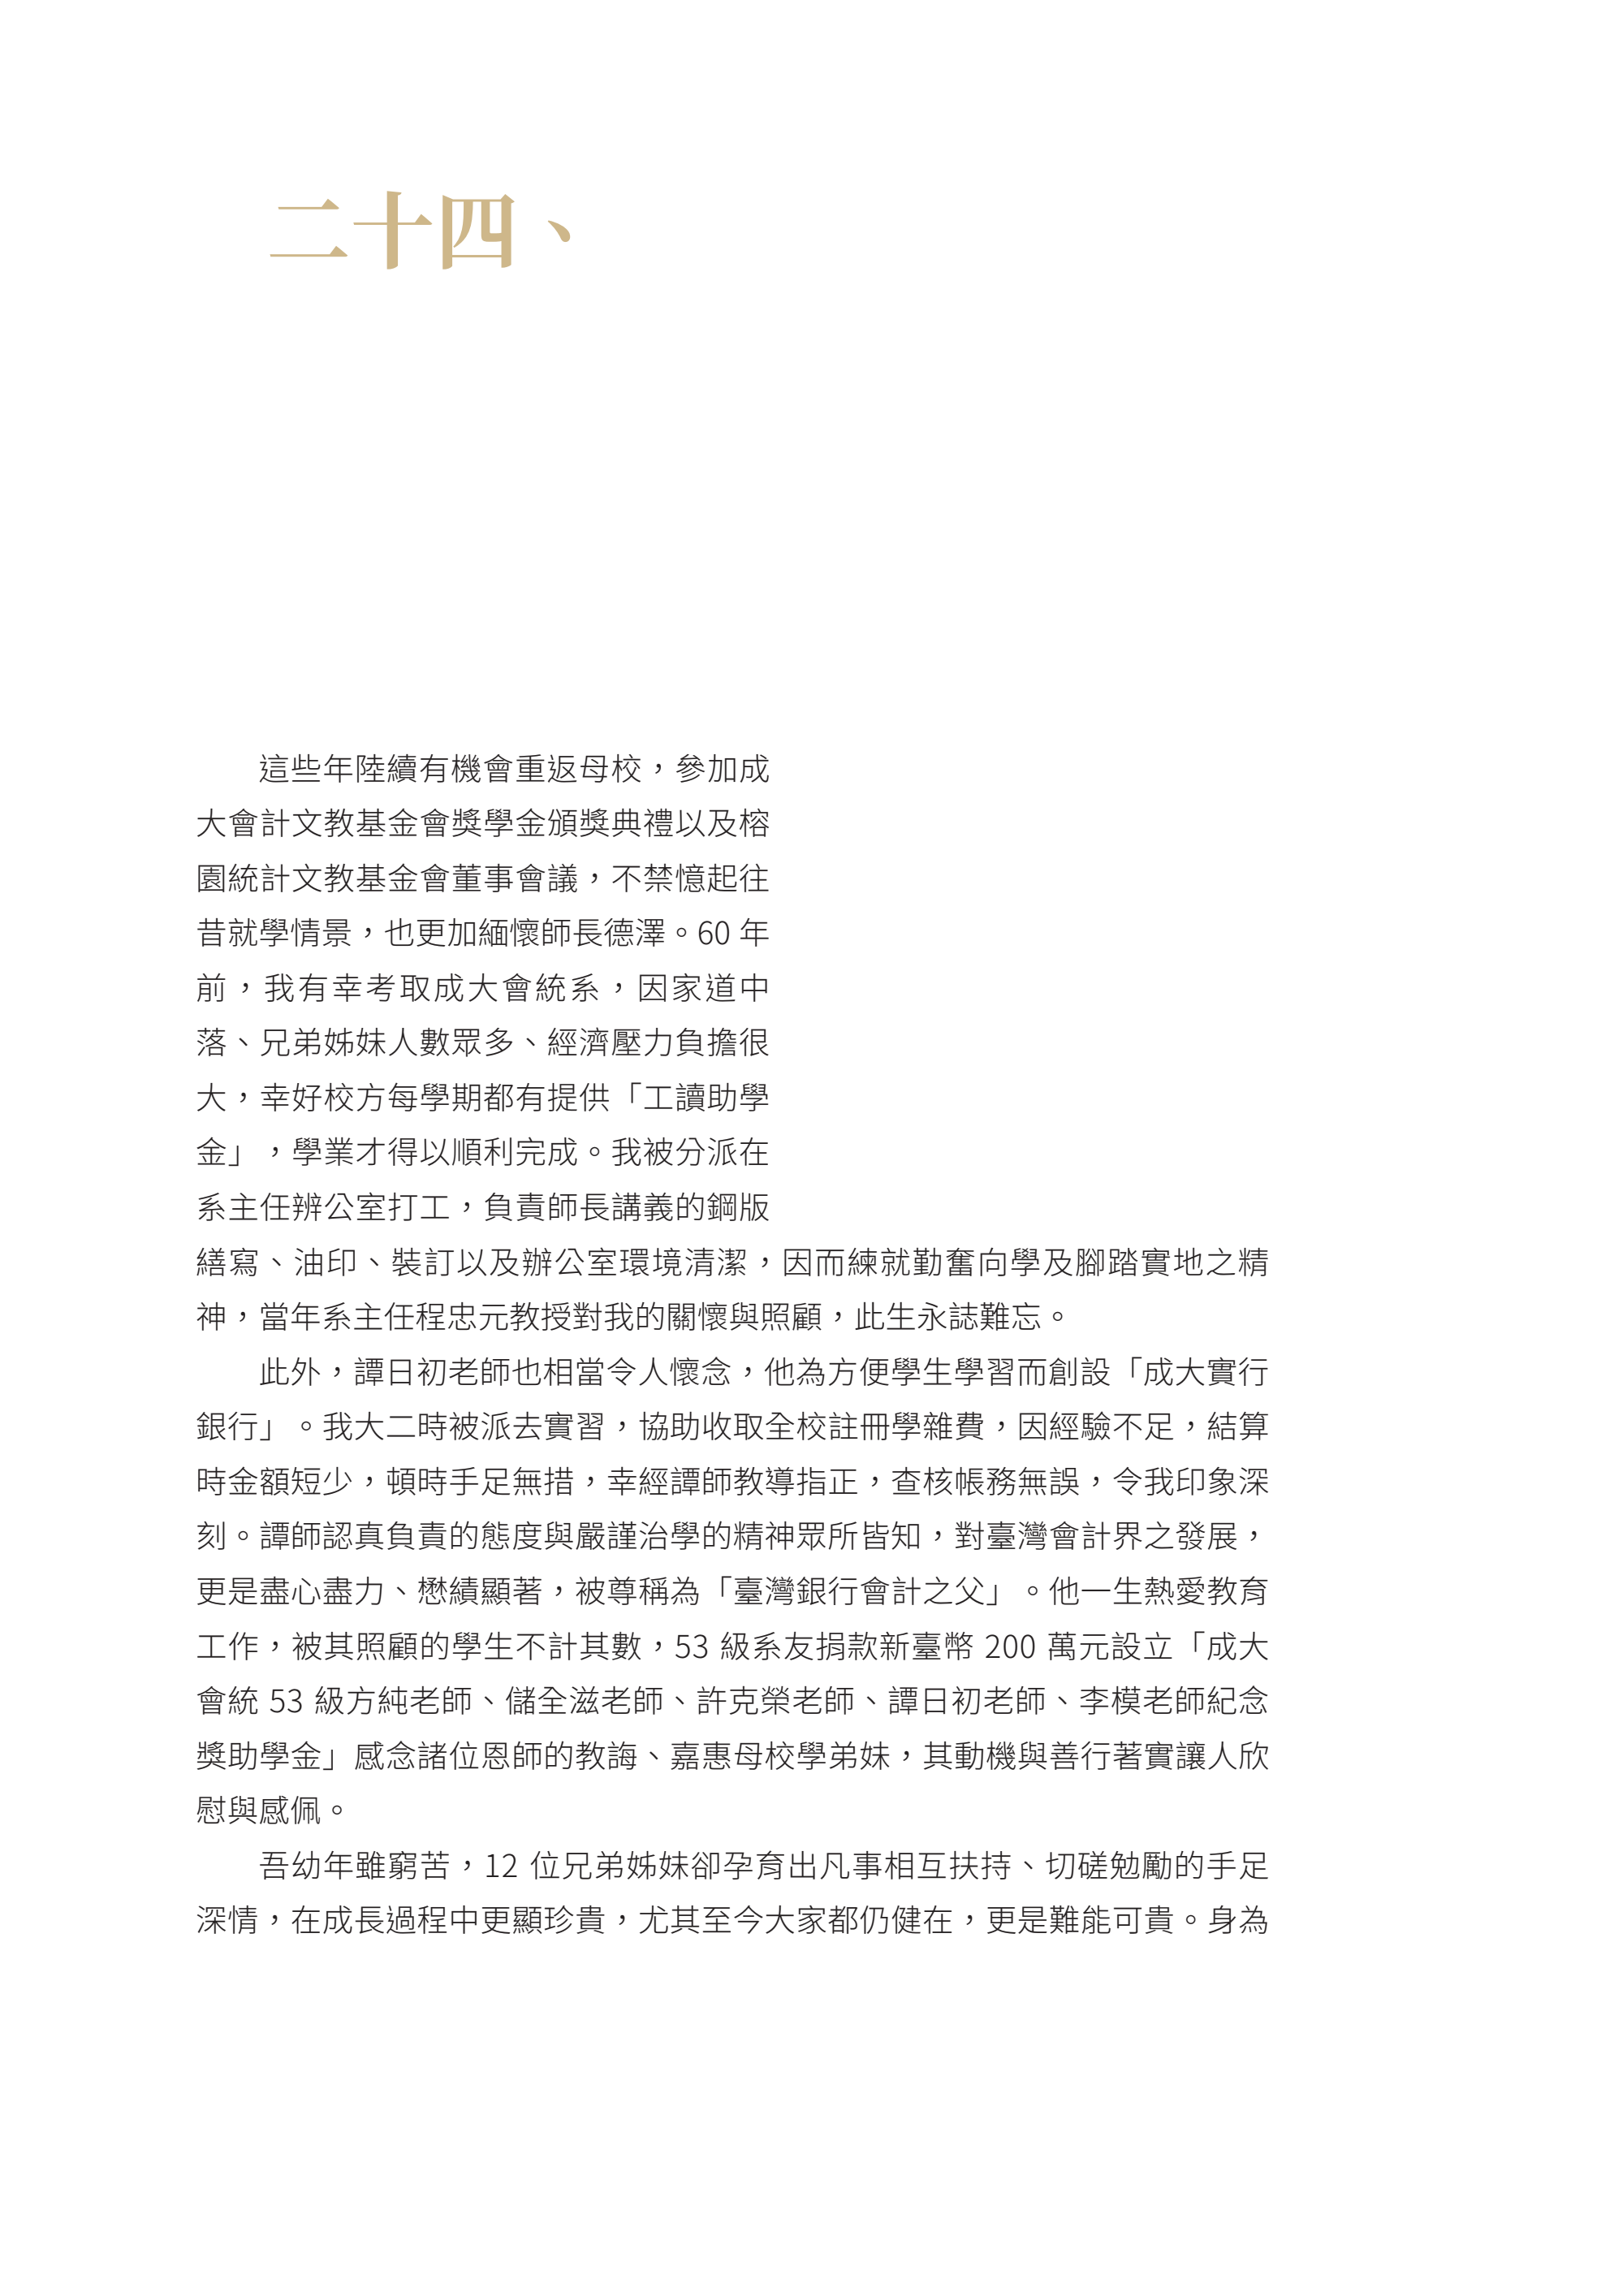 二十四、
這些年陸續有機會重返母校，參加成
大會計文教基金會獎學金頒獎典禮以及榕
園統計文教基金會董事會議，不禁憶起往
昔就學情景，也更加緬懷師長德澤。60 年
前，我有幸考取成大會統系，因家道中
落、兄弟姊妹人數眾多、經濟壓力負擔很
大，幸好校方每學期都有提供「工讀助學
金」，學業才得以順利完成。我被分派在
系主任辨公室打工，負責師長講義的鋼版
繕寫、油印、裝訂以及辦公室環境清潔，因而練就勤奮向學及腳踏實地之精
神，當年系主任程忠元教授對我的關懷與照顧，此生永誌難忘。
此外，譚日初老師也相當令人懷念，他為方便學生學習而創設「成大實行
銀行」。我大二時被派去實習，協助收取全校註冊學雜費，因經驗不足，結算
時金額短少，頓時手足無措，幸經譚師教導指正，查核帳務無誤，令我印象深
刻。譚師認真負責的態度與嚴謹治學的精神眾所皆知，對臺灣會計界之發展，
更是盡心盡力、懋績顯著，被尊稱為「臺灣銀行會計之父」。他一生熱愛教育
工作，被其照顧的學生不計其數，53 級系友捐款新臺幣 200 萬元設立「成大
會統 53 級方純老師、儲全滋老師、許克榮老師、譚日初老師、李模老師紀念
獎助學金」感念諸位恩師的教誨、嘉惠母校學弟妹，其動機與善行著實讓人欣
慰與感佩。
吾幼年雖窮苦，12 位兄弟姊妹卻孕育出凡事相互扶持、切磋勉勵的手足
深情，在成長過程中更顯珍貴，尤其至今大家都仍健在，更是難能可貴。身為